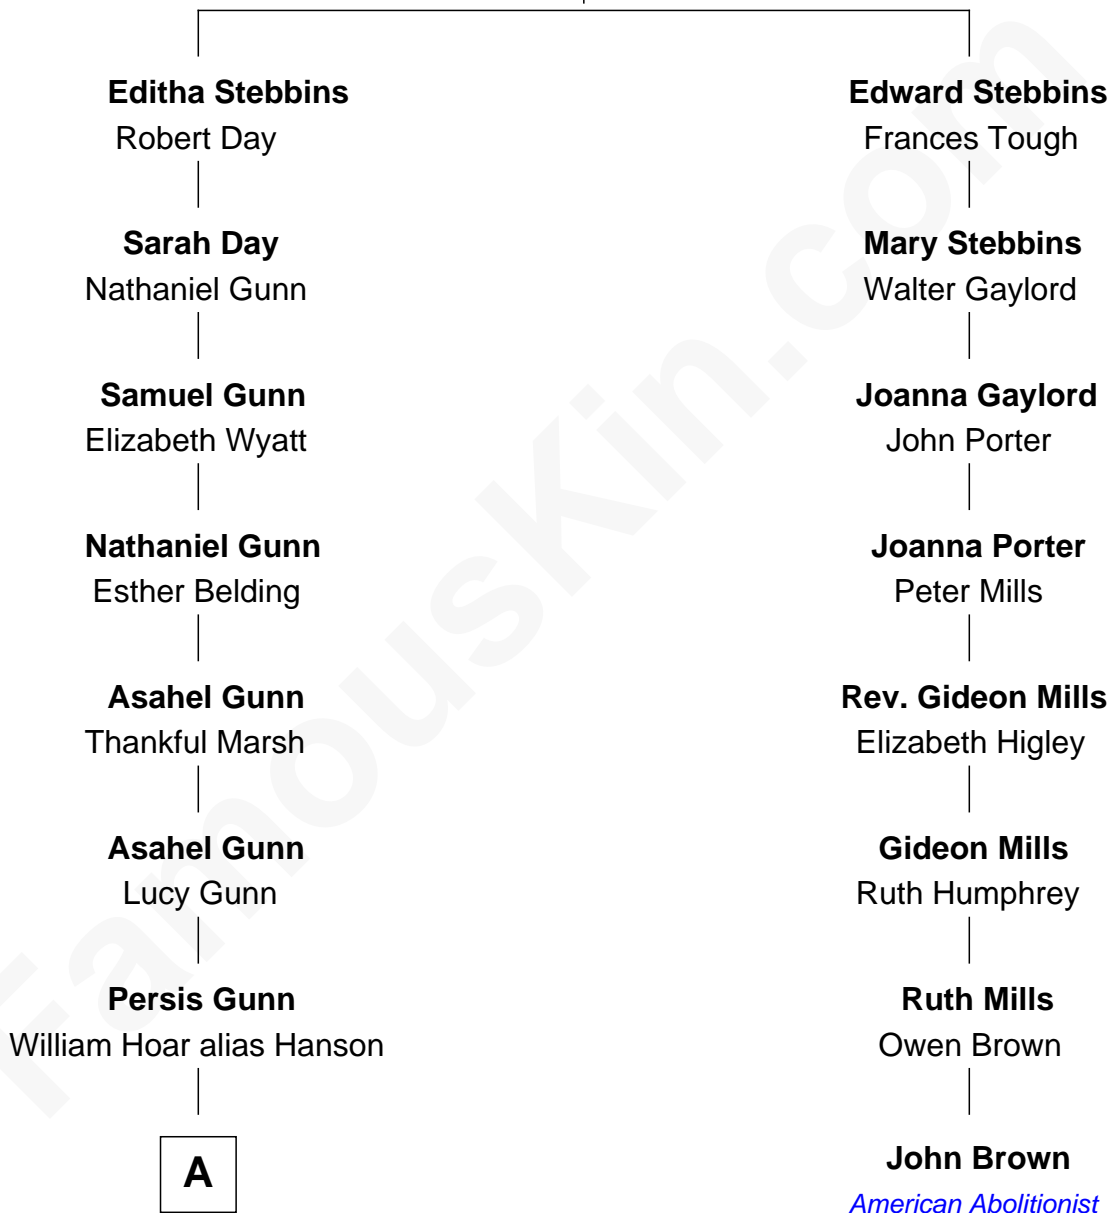 Editha Stebbins
Robert Day
Edward Stebbins
Frances Tough
Sarah Day
Nathaniel Gunn
Mary Stebbins
Walter Gaylord
Samuel Gunn
Elizabeth Wyatt
Joanna Gaylord
John Porter
Nathaniel Gunn
Esther Belding
Joanna Porter
Peter Mills
Asahel Gunn
Thankful Marsh
Rev. Gideon Mills
Elizabeth Higley
Asahel Gunn
Lucy Gunn
Gideon Mills
Ruth Humphrey
Persis Gunn
William Hoar alias Hanson
Ruth Mills
Owen Brown
A
John Brown
American Abolitionist
FamousKin.com